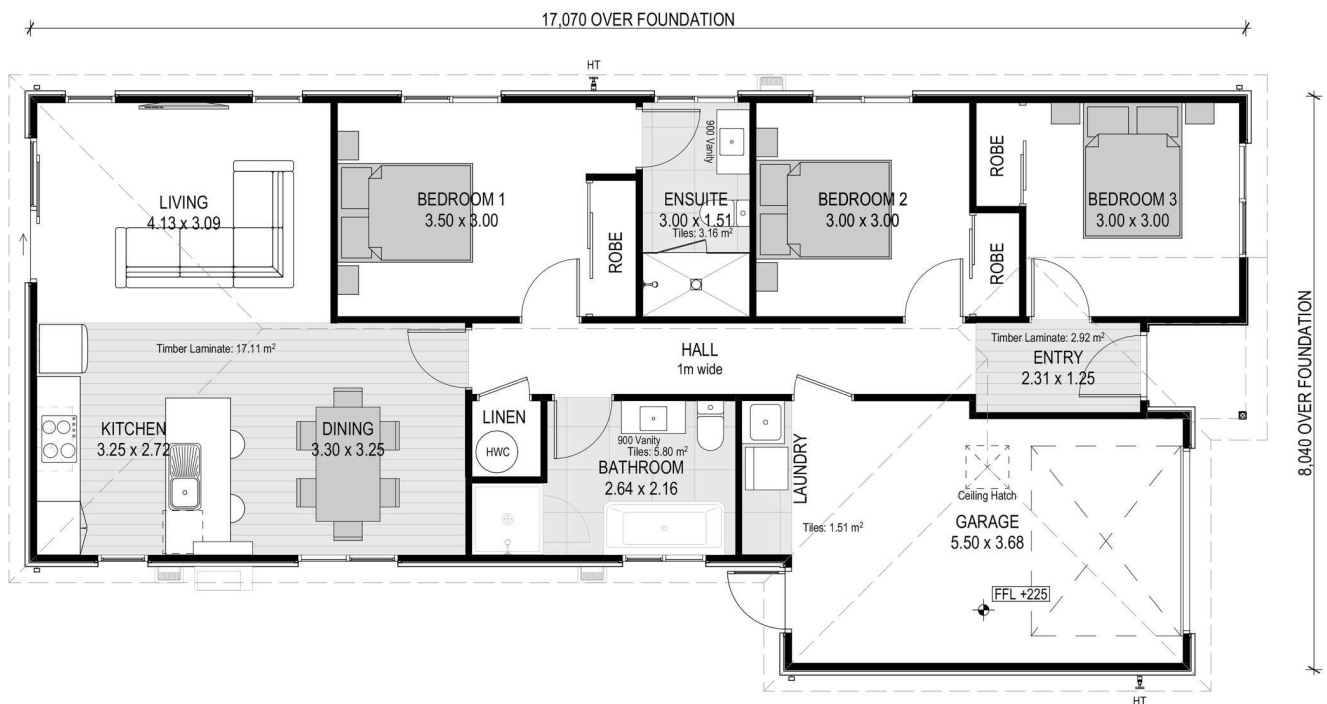 17,070 OVER FOUNDATION
HT
LIVING
4.13 x 3.09
BEDROOM 1
3.50 x 3.00
ROBE
900 Vanity
ENSUITE
3.00 x 1.51
Tiles: 3.16 m²
BEDROOM 2
3.00 x 3.00
ROBE
ROBE
BEDROOM 3
3.00 x 3.00
8,040 OVER FOUNDATION
Timber Laminate: 17.11 m²
HALL
1m wide
Timber Laminate: 2.92 m²
ENTRY
2.31 x 1.25
KITCHEN
3.25 x 2.72
DINING
3.30 x 3.25
LINEN
HWC
900 Vanity
Tiles: 5.80 m²
BATHROOM
2.64 x 2.16
LAUNDRY
Tiles: 1.51 m²
Ceiling Hatch
GARAGE
5.50 x 3.68
FFL +225
HT